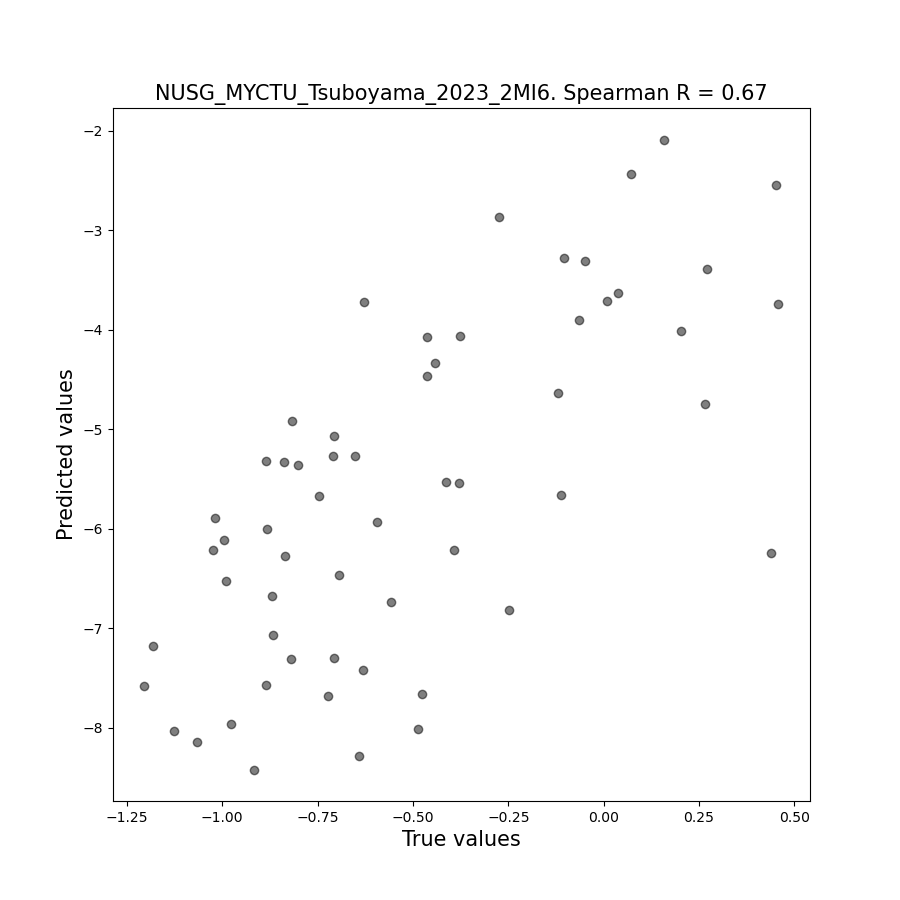 NUSG_MYCTU_Tsuboyama_2023_2MI6. Spearman R = 0.67
−2
−3
−4
−5
−6
−7
−8
Predicted values
−1.25 −1.00 −0.75 −0.50 −0.25 0.00 0.25 0.50
True values